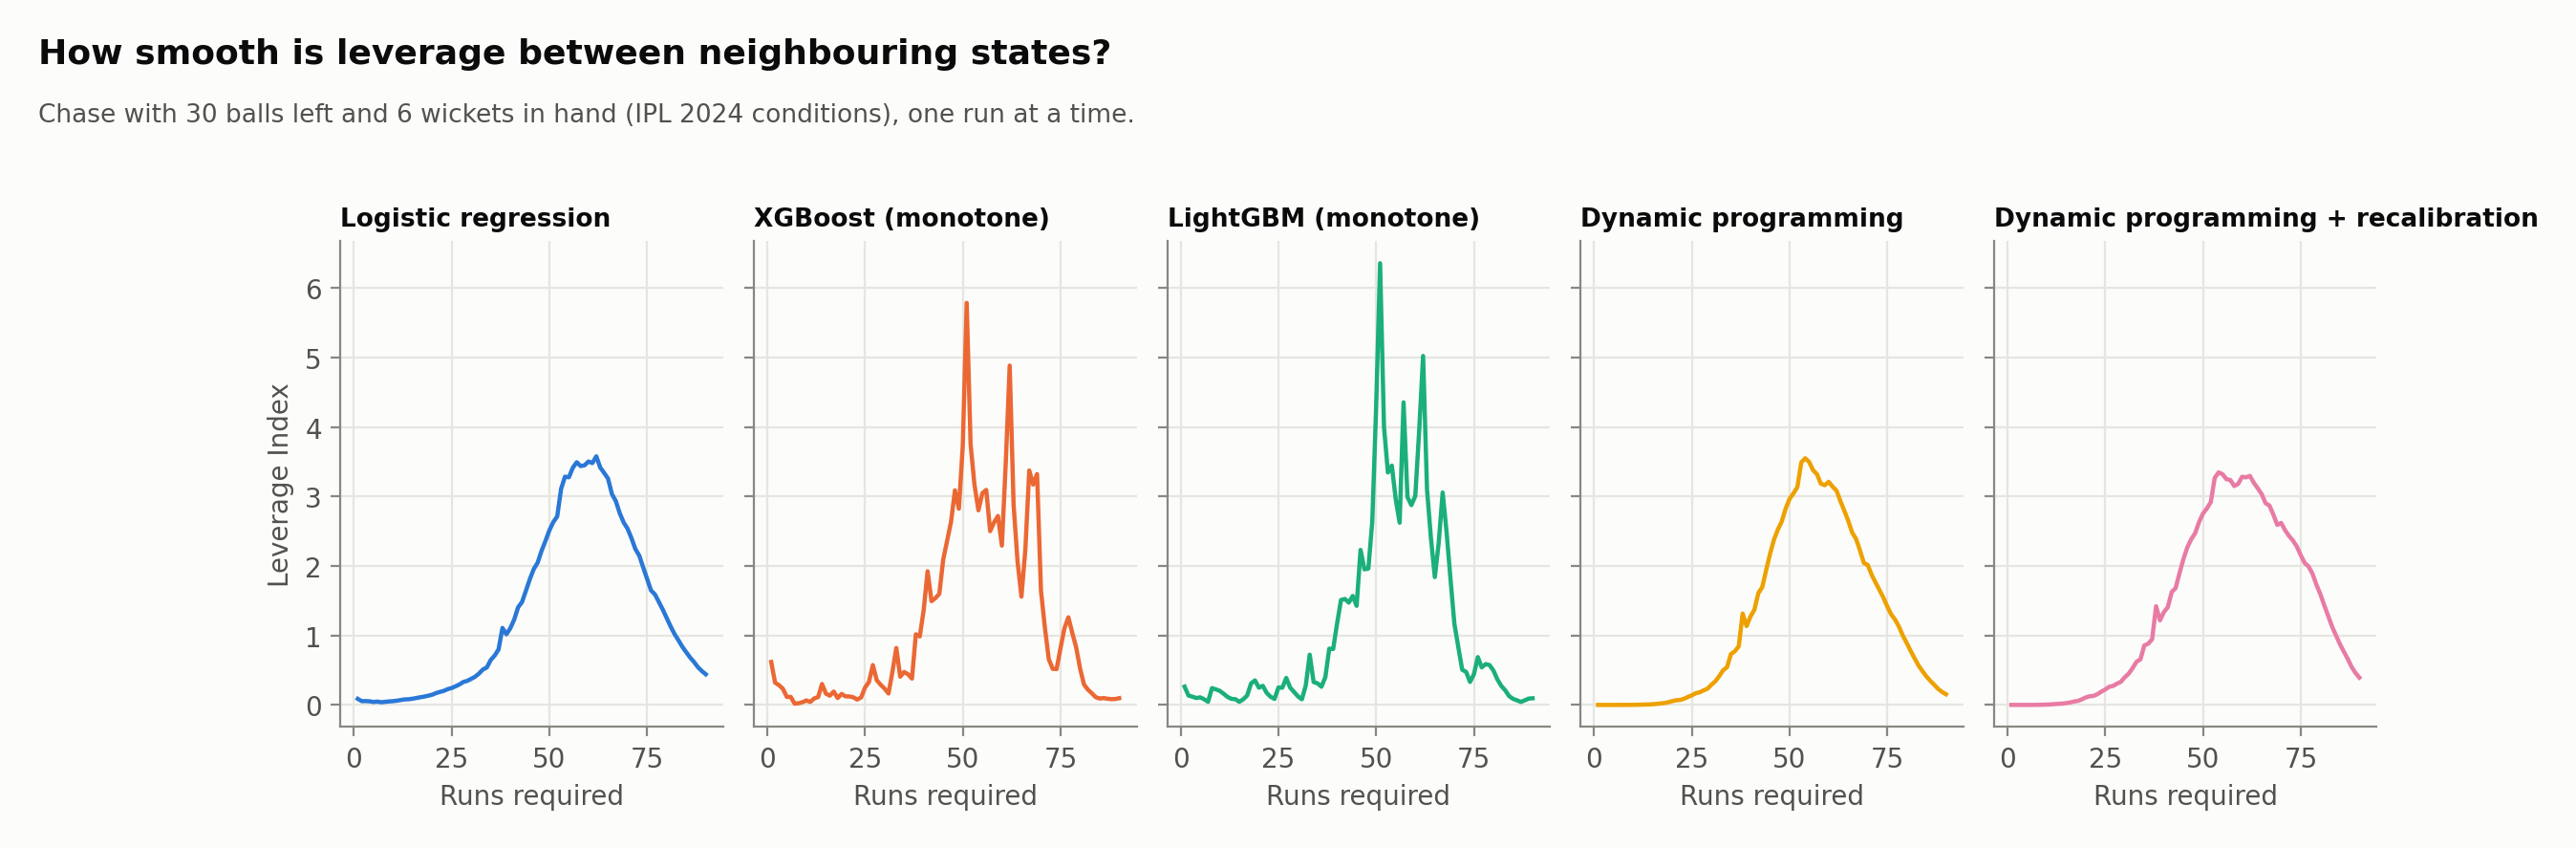 How smooth is leverage between neighbouring states?
Chase with 30 balls left and 6 wickets in hand (IPL 2024 conditions), one run at a time.
Logistic regression
XGBoost (monotone)
LightGBM (monotone)
Dynamic programming
Dynamic programming + recalibration
Leverage Index
6
5
4
3
2
1
0
0 25 50 75
0 25 50 75
0 25 50 75
0 25 50 75
0 25 50 75
Runs required
Runs required
Runs required
Runs required
Runs required